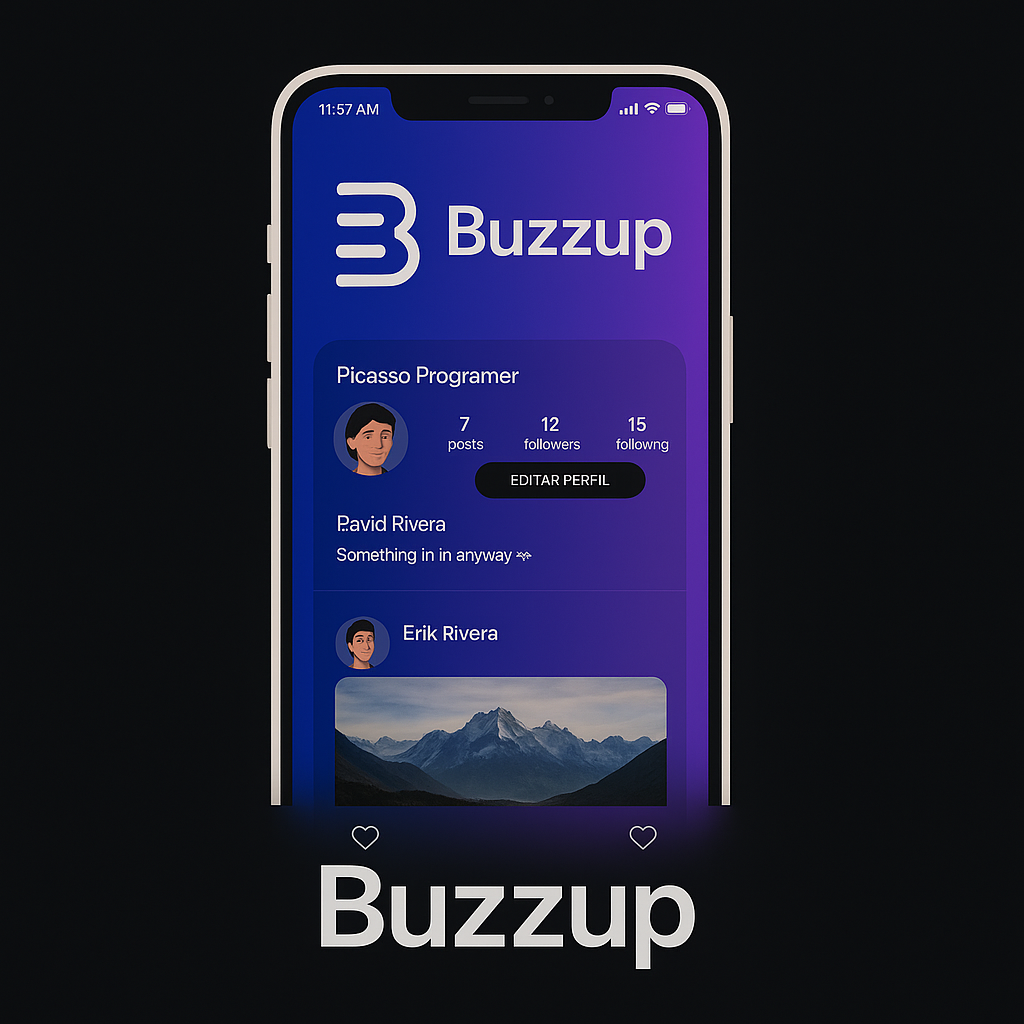 11:57 AM
Buzzup
Picasso Programer
7 12 15
posts followers followng
EDITAR PERFIL
Rivera
Something in in anyway
Erik Rivera
Buzzup